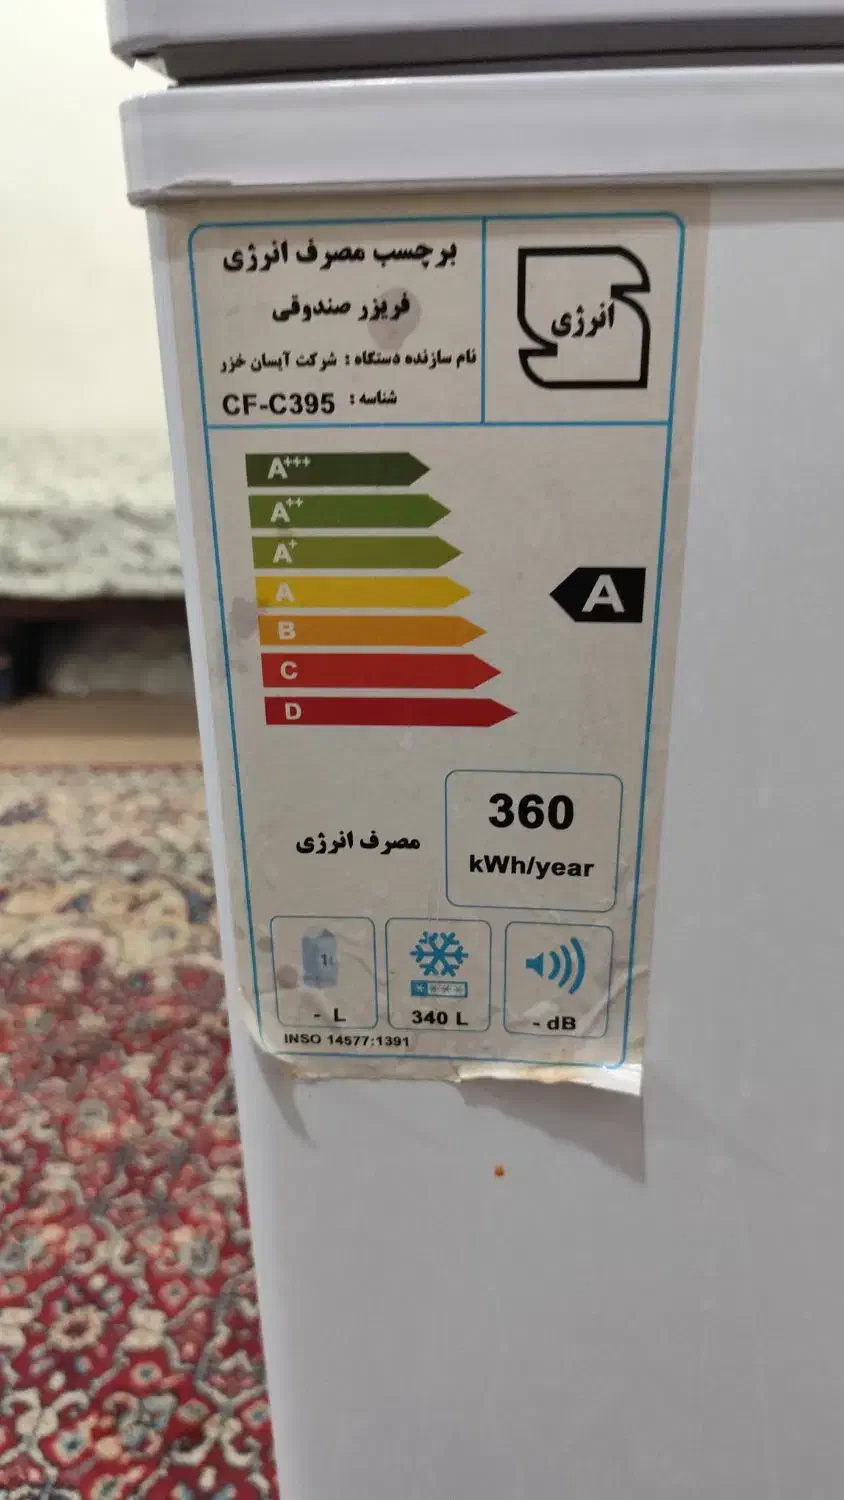 برچسب مصرف انرژی
فریزر صندوقی
نام سازنده دستگاه : شرکت آیسان خزر
شناسه : CF-C395
انرژی
A+++
A++
A+
A
B
C
D
A
360
kWh/year
مصرف انرژی
- L
340 L
- dB
INSO 14577:1391